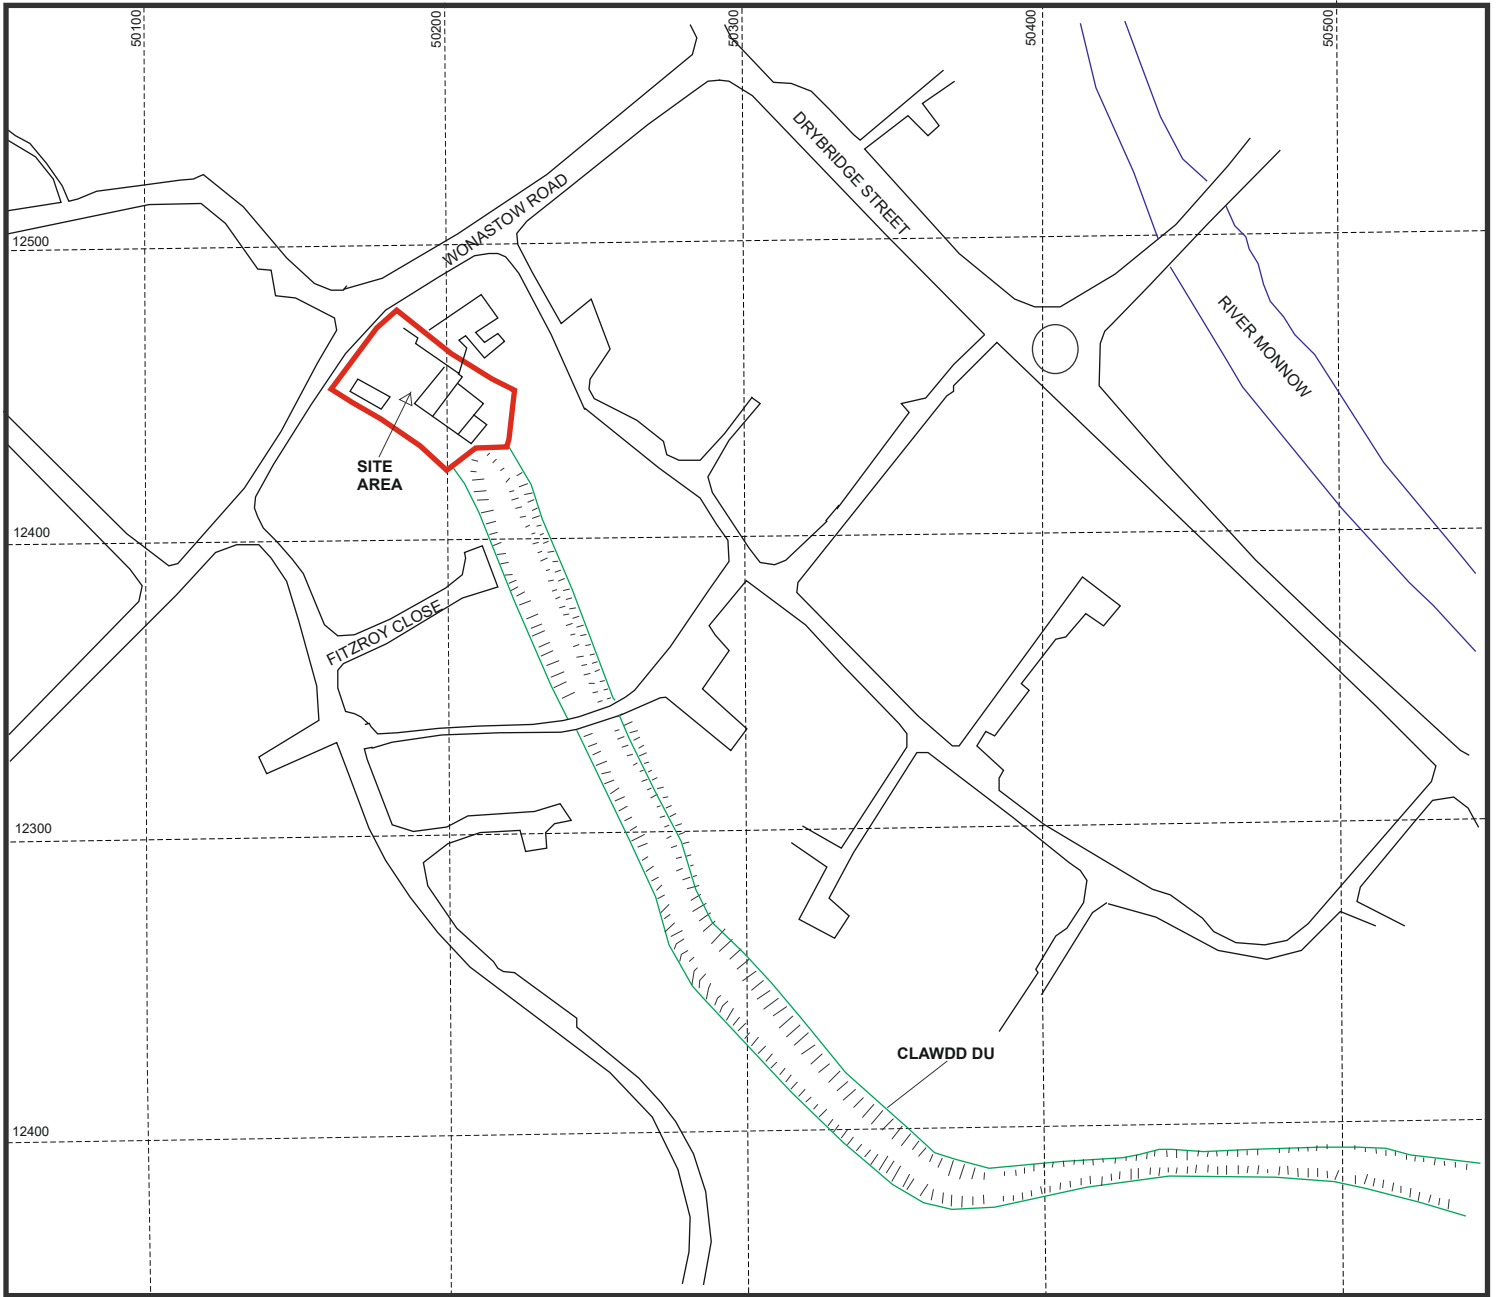 50100
50200
50300
50400
50500
DRYBRIDGE STREET
WONASTOW ROAD
12500
RIVER MONNOW
SITE
AREA
12400
FITZROY CLOSE
12300
CLAWDD DU
12400